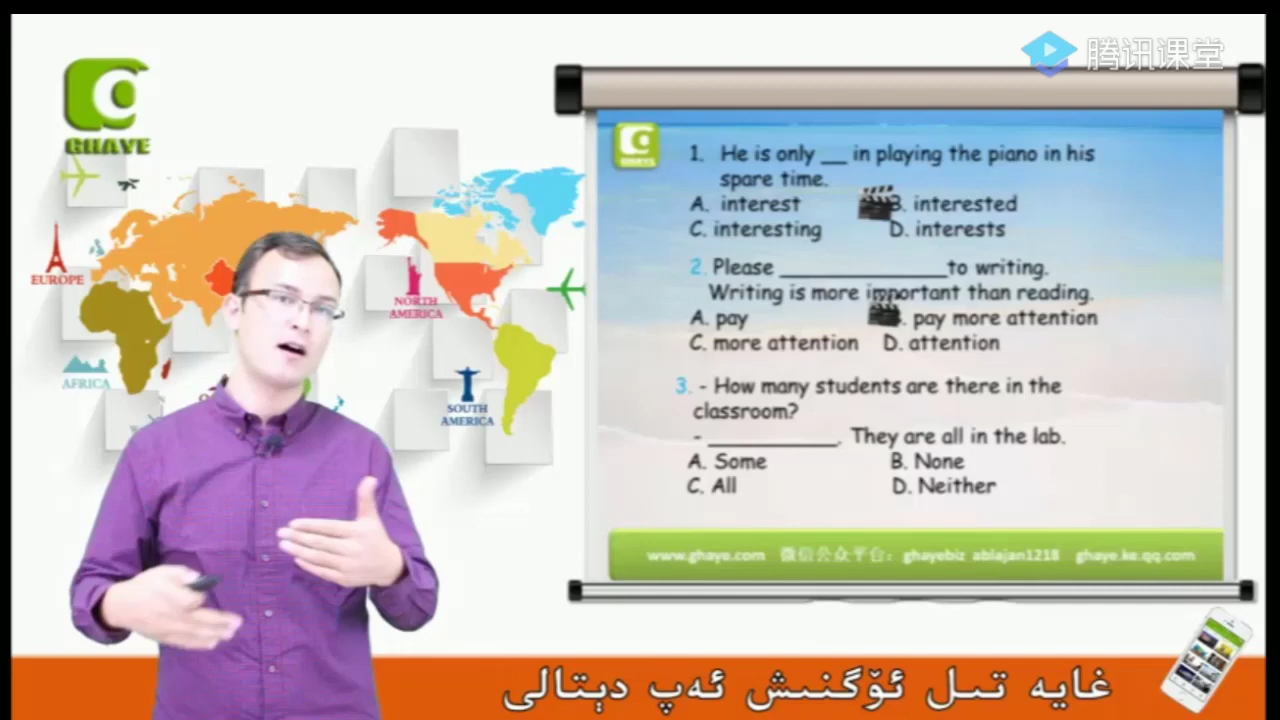 腾讯课堂
GHAYE
EUROPE
AFRICA
NORTH
AMERICA
SOUTH
AMERICA
GHAYE
1. He is only __ in playing the piano in his
spare time.
A. interest B. interested
C. interesting D. interests
2. Please ______________to writing.
Writing is more important than reading.
A. pay . pay more attention
C. more attention D. attention
3. - How many students are there in the
classroom?
- ___________. They are all in the lab.
A. Some B. None
C. All D. Neither
www.ghaye.com 微信公众平台: ghayebiz ablajan1218 ghaye.ke.qq.com
غايە تىل ئۆگنىش ئەپ دېتالى